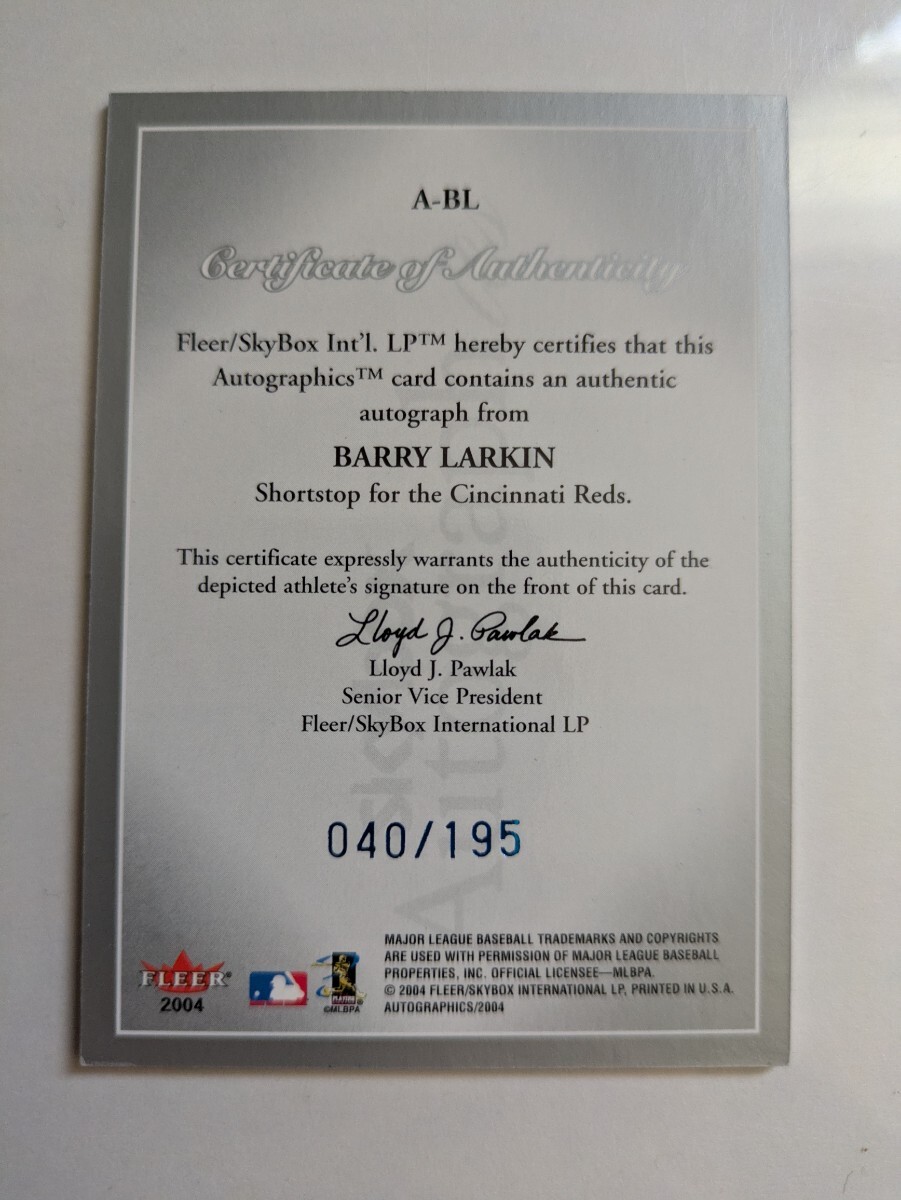 A-BL
Certificate of Authenticity
Fleer/SkyBox Int'l. LP™ hereby certifies that this
Autographics™ card contains an authentic
autograph from
BARRY LARKIN
Shortstop for the Cincinnati Reds.
This certificate expressly warrants the authenticity of the
depicted athlete's signature on the front of this card.
Lloyd J. Pawlak
Lloyd J. Pawlak
Senior Vice President
Fleer/SkyBox International LP
040/195
MAJOR LEAGUE BASEBALL TRADEMARKS AND COPYRIGHTS
ARE USED WITH PERMISSION OF MAJOR LEAGUE BASEBALL
PROPERTIES, INC. OFFICIAL LICENSEE—MLBPA.
© 2004 FLEER/SKYBOX INTERNATIONAL LP. PRINTED IN U.S.A.
AUTOGRAPHICS/2004
FLEER®
2004
©MLBPA